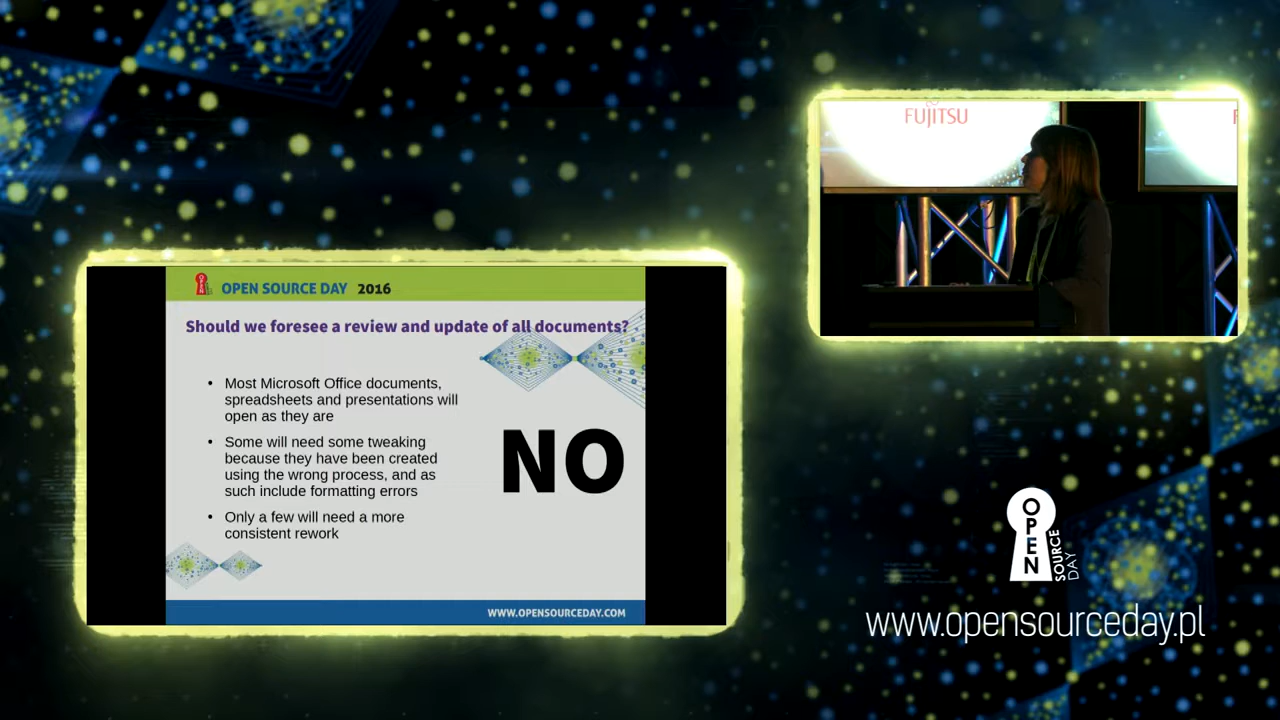 FUJITSU
F
OPEN
OPEN SOURCE DAY 2016
Should we foresee a review and update of all documents?
• Most Microsoft Office documents,
spreadsheets and presentations will
open as they are
• Some will need some tweaking
because they have been created
using the wrong process, and as
such include formatting errors
• Only a few will need a more
consistent rework
NO
WWW.OPENSOURCEDAY.COM
OPEN
SOURCE
DAY
www.opensourceday.pl